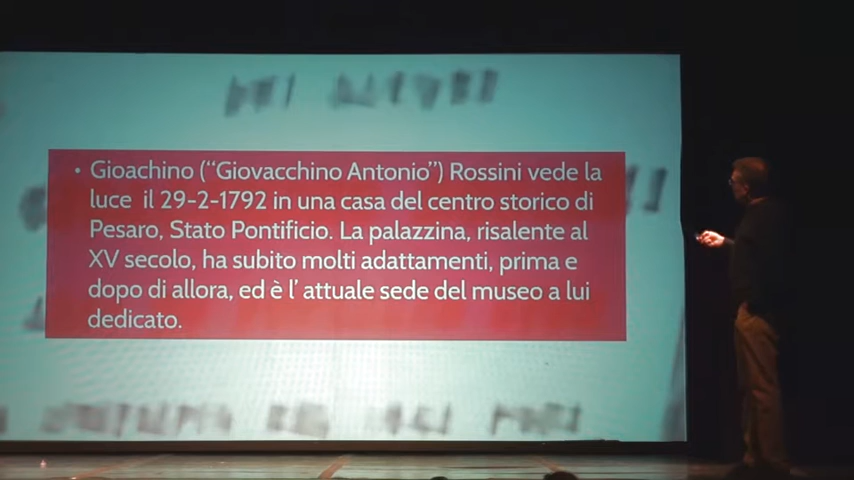 • Gioachino (“Giovacchino Antonio”) Rossini vede la
luce il 29-2-1792 in una casa del centro storico di
Pesaro, Stato Pontificio. La palazzina, risalente al
XV secolo, ha subito molti adattamenti, prima e
dopo di allora, ed è l’ attuale sede del museo a lui
dedicato.